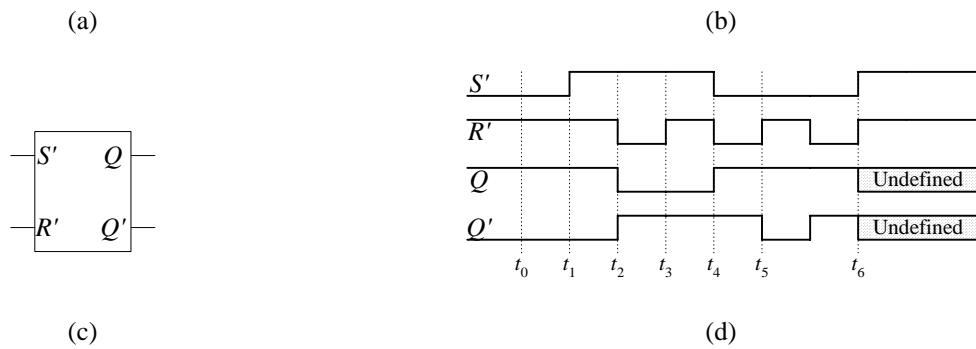 (a)
(b)
S'
R'
Q
Undefined
Q'
Undefined
t0 t1 t2 t3 t4 t5 t6
S' Q
R' Q'
(c)
(d)